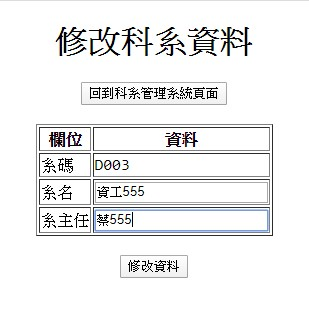 修改科系資料
回到科系管理系統頁面
欄位 資料
系碼 D003
系名 資工555
系主任 蔡555
修改資料